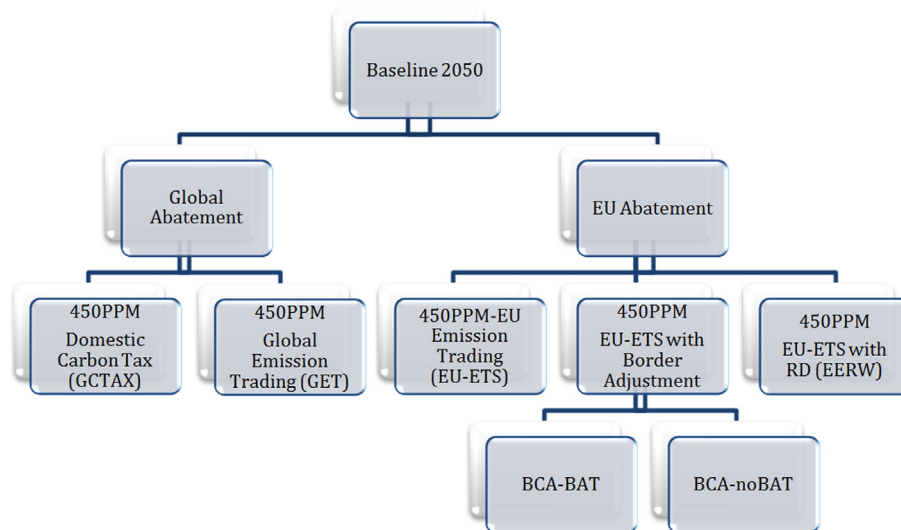 Baseline 2050
Global
Abatement
EU Abatement
450PPM
Domestic
Carbon Tax
(GCTAX)
450PPM
Global
Emission
Trading (GET)
450PPM-EU
Emission
Trading
(EU-ETS)
450PPM
EU-ETS with
Border
Adjustment
450PPM
EU-ETS with
RD (EERW)
BCA-BAT
BCA-noBAT